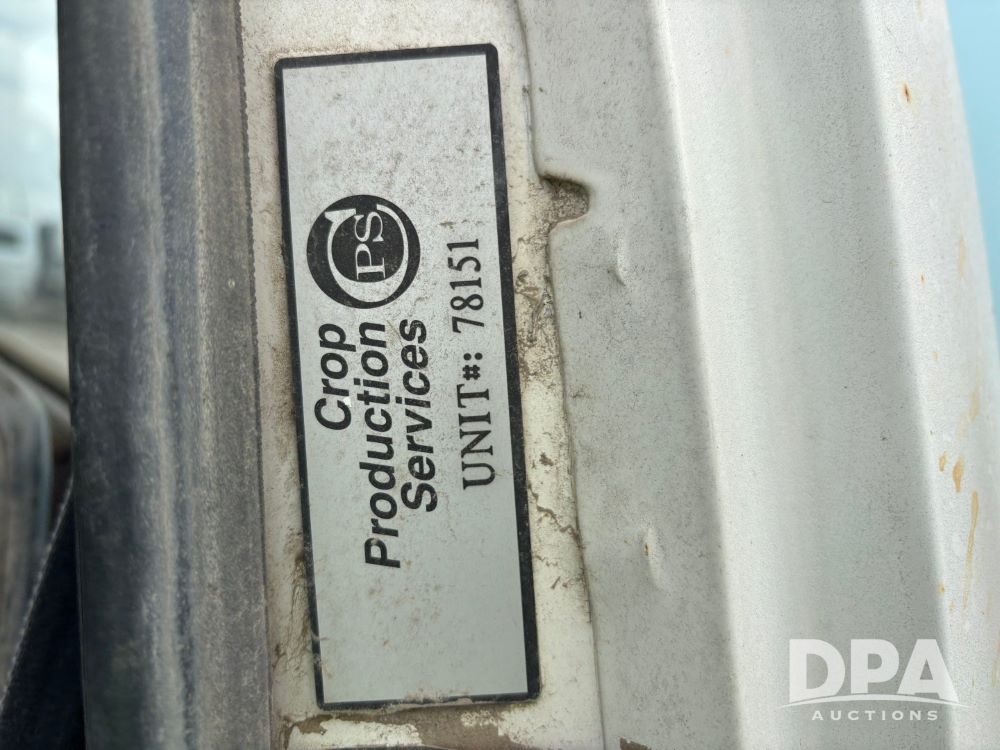 Crop
Production
Services
CPS
UNIT#: 78151
DPA
AUCTIONS